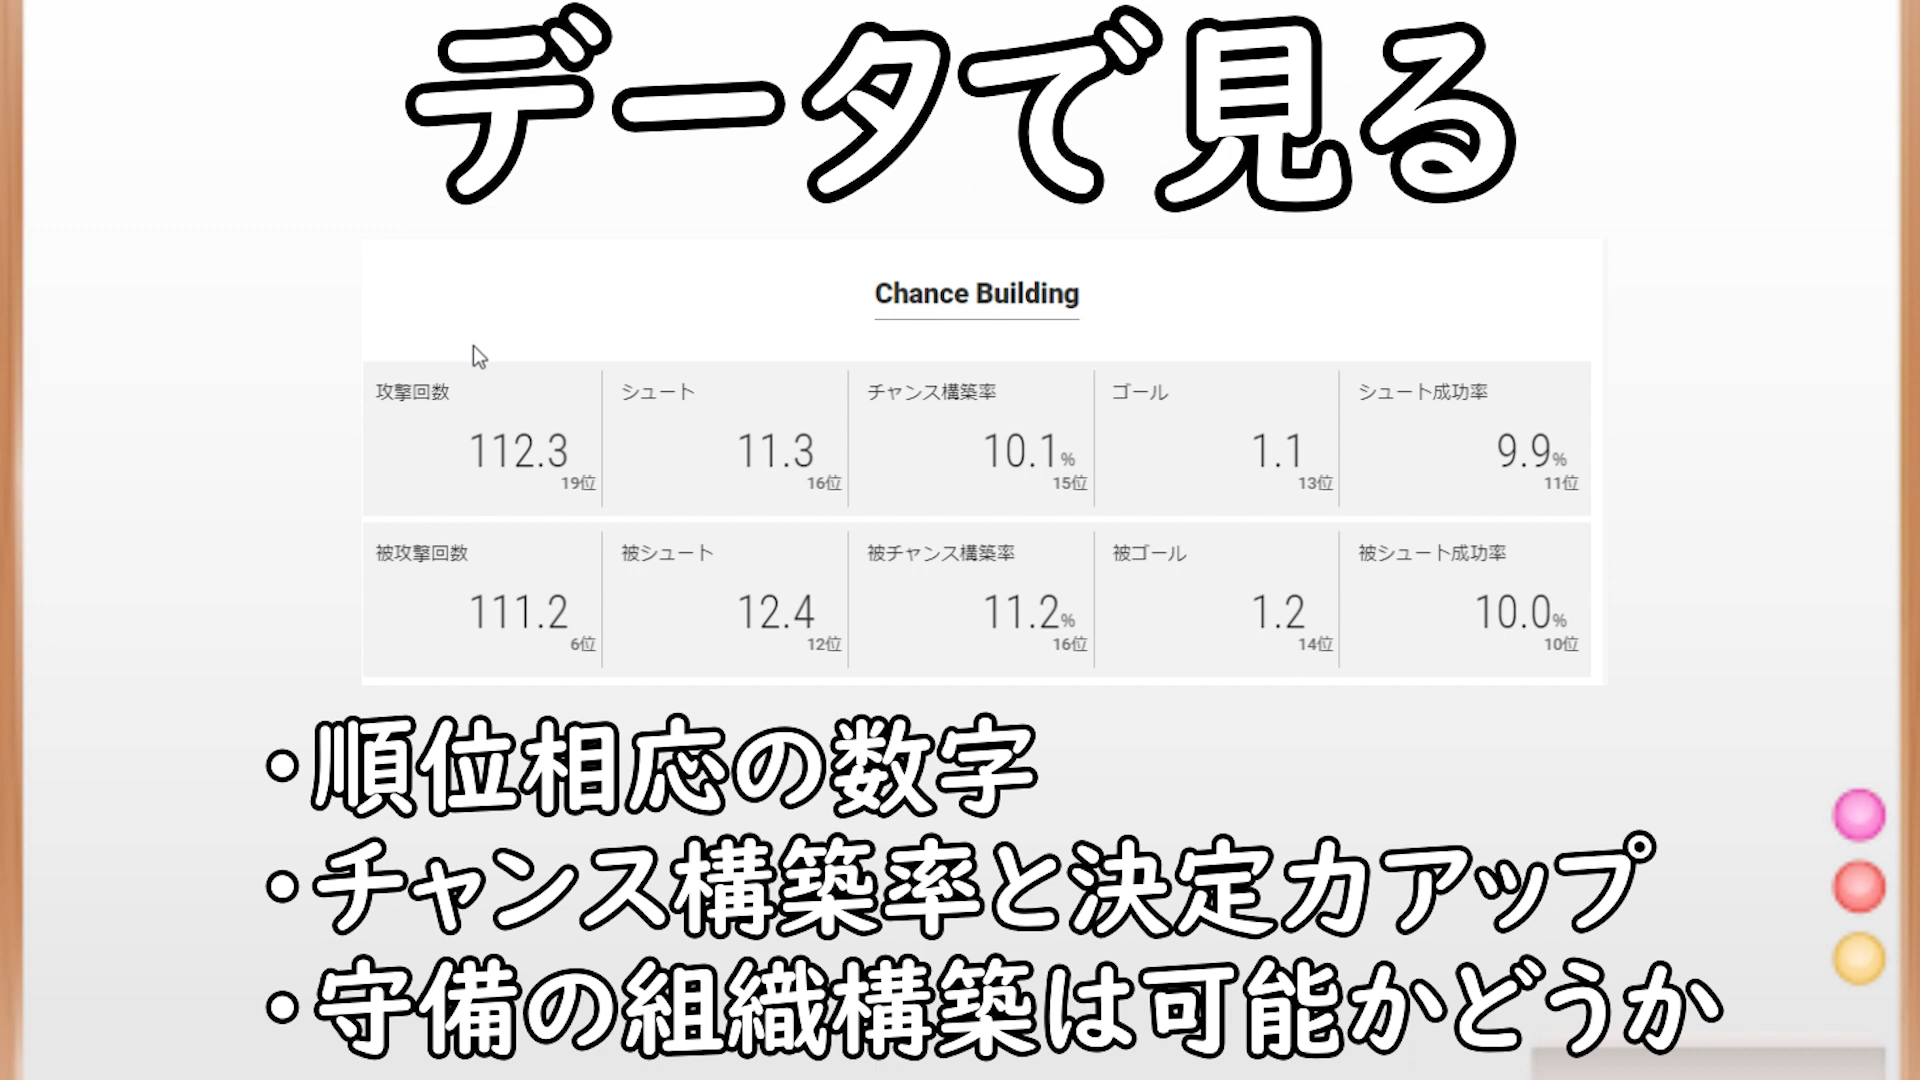 データで見る
Chance Building
攻撃回数 シュート チャンス構築率 ゴール シュート成功率
112.3 11.3 10.1% 1.1 9.9%
19位 16位 15位 13位 11位
被攻撃回数 被シュート 被チャンス構築率 被ゴール 被シュート成功率
111.2 12.4 11.2% 1.2 10.0%
6位 12位 16位 14位 10位
・順位相応の数字
・チャンス構築率と決定力アップ
・守備の組織構築は可能かどうか